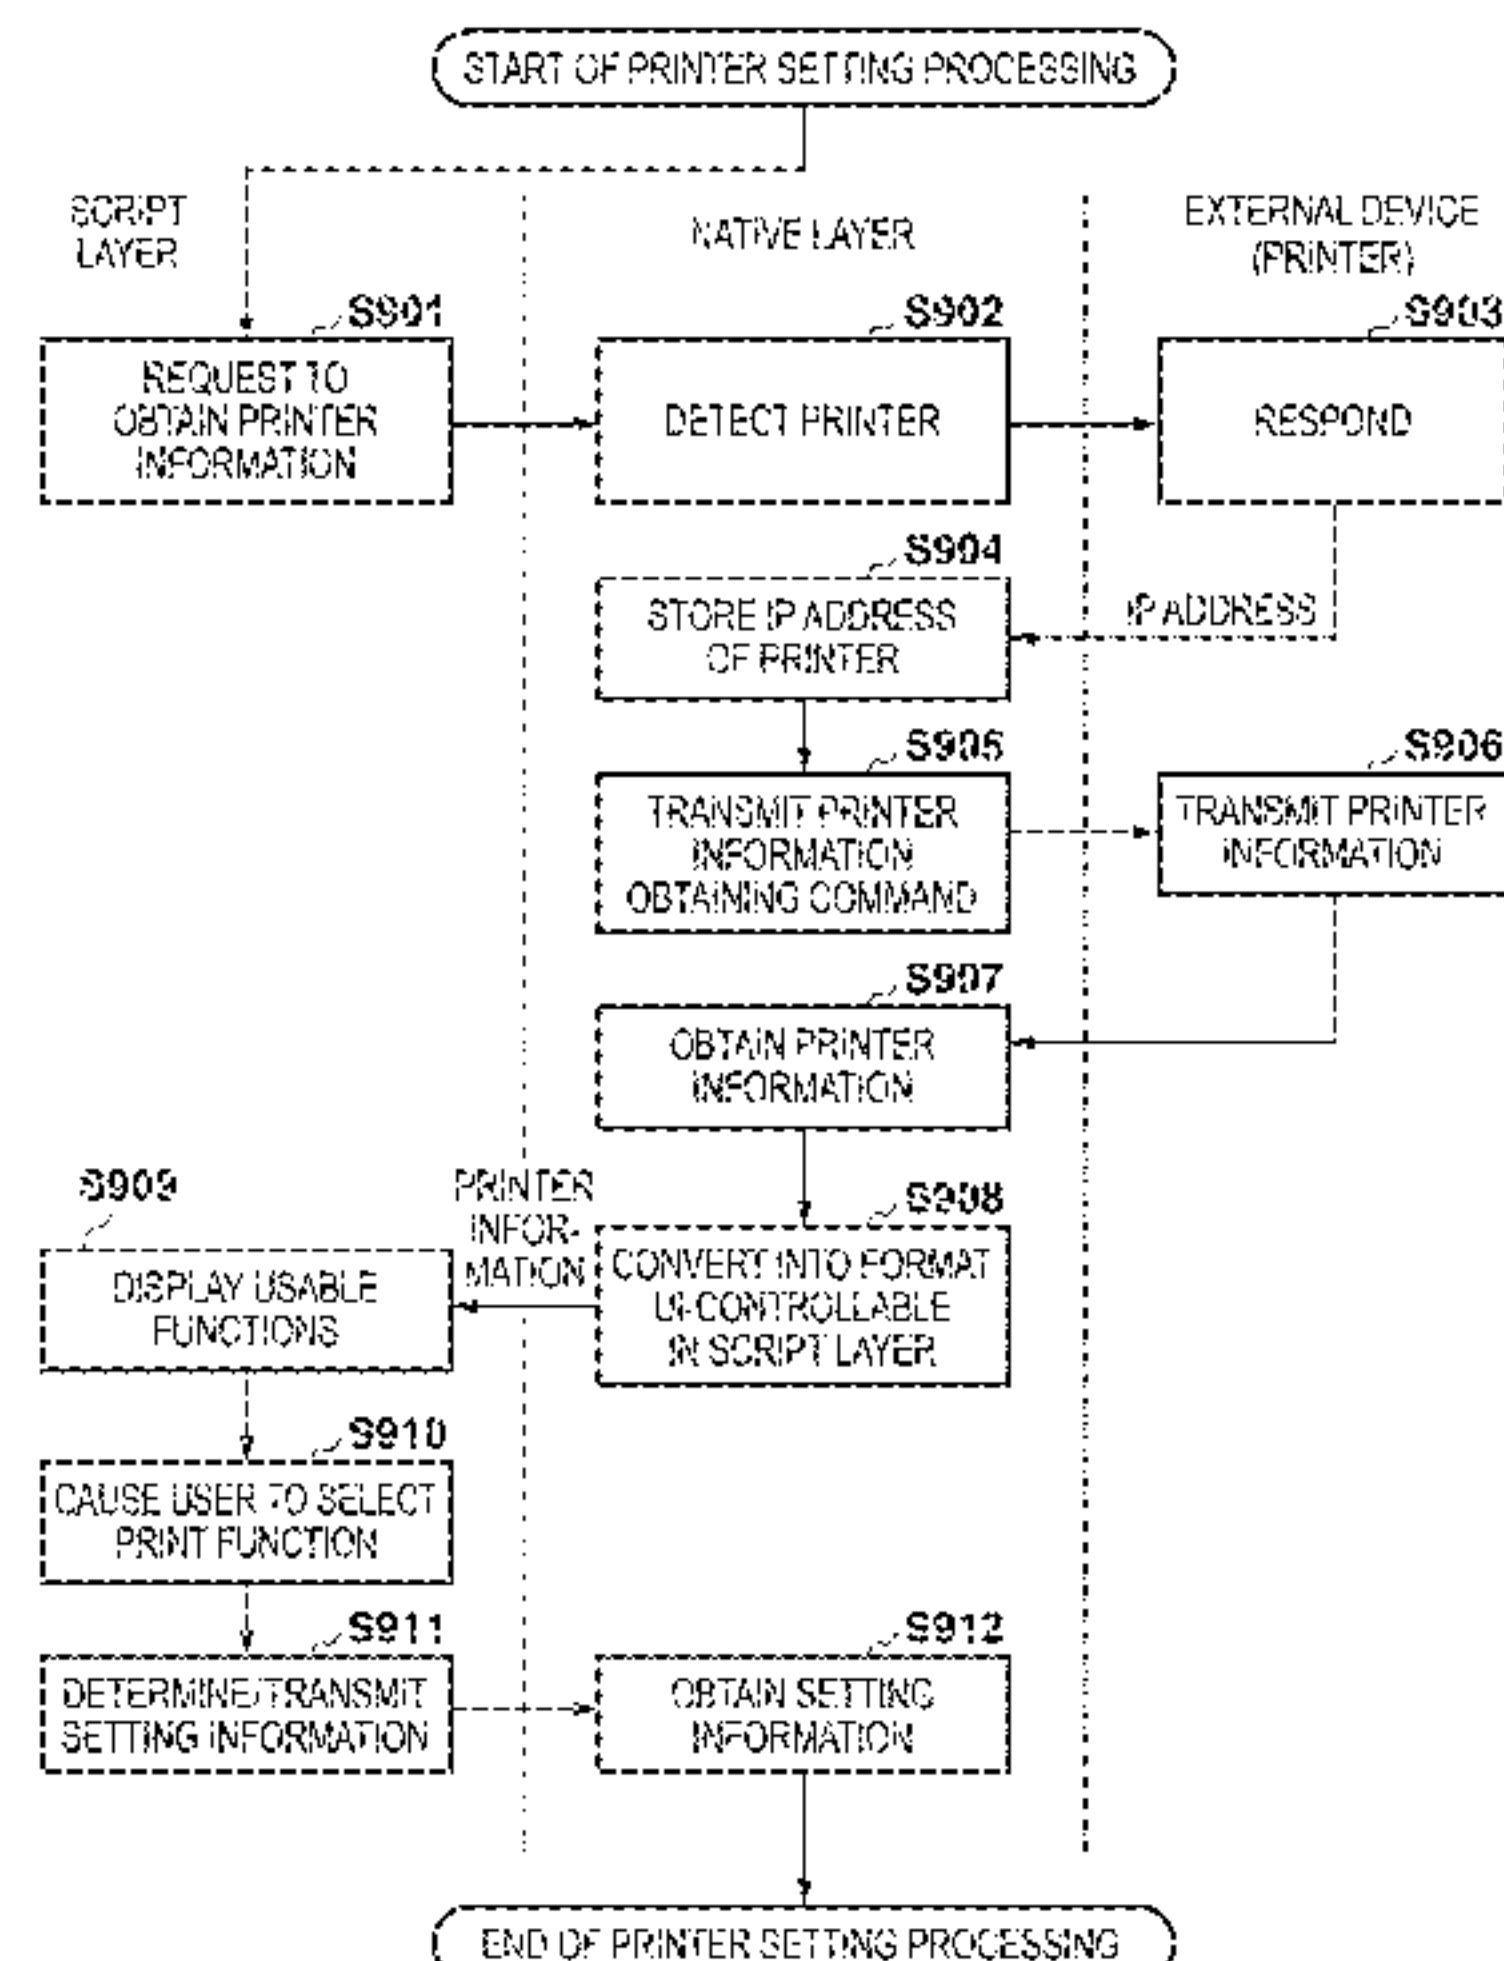 START OF PRINTER SETTING PROCESSING
SCRIPT
LAYER
NATIVE LAYER
EXTERNAL DEVICE
(PRINTER)
S901
REQUEST TO
OBTAIN PRINTER
INFORMATION
S902
DETECT PRINTER
S903
RESPOND
S904
STORE IP ADDRESS
OF PRINTER
IP ADDRESS
S905
TRANSMIT PRINTER
INFORMATION
OBTAINING COMMAND
S906
TRANSMIT PRINTER
INFORMATION
S907
OBTAIN PRINTER
INFORMATION
S908
CONVERT INTO FORMAT
UI-CONTROLLABLE
IN SCRIPT LAYER
PRINTER
INFOR-
MATION
S909
DISPLAY USABLE
FUNCTIONS
S910
CAUSE USER TO SELECT
PRINT FUNCTION
S911
DETERMINE/TRANSMIT
SETTING INFORMATION
S912
OBTAIN SETTING
INFORMATION
END OF PRINTER SETTING PROCESSING